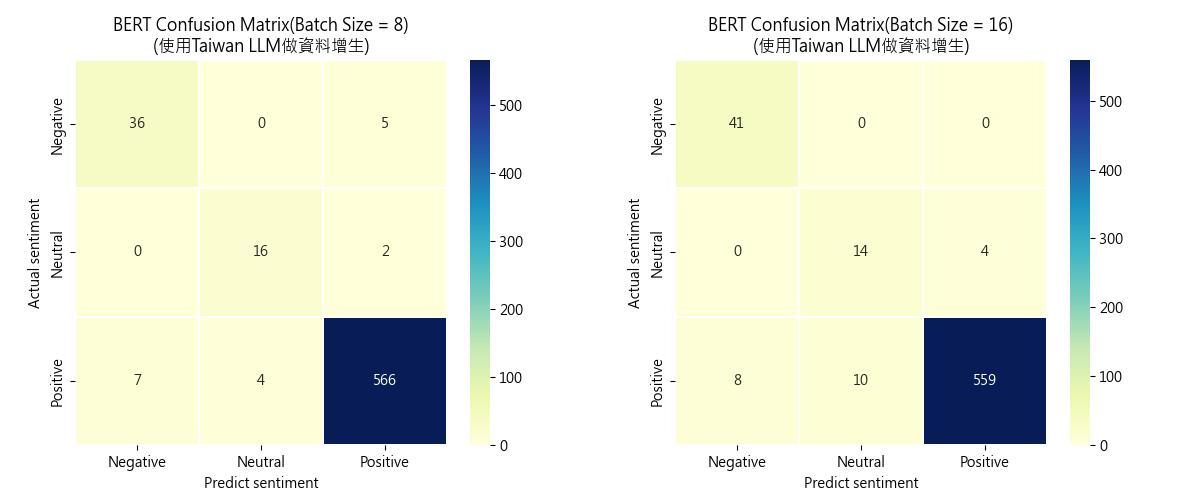 BERT Confusion Matrix(Batch Size = 8)
(使用Taiwan LLM做資料增生)
Actual sentiment
Negative
Neutral
Positive
36 0 5
0 16 2
7 4 566
Negative Neutral Positive
Predict sentiment
500
400
300
200
100
0
BERT Confusion Matrix(Batch Size = 16)
(使用Taiwan LLM做資料增生)
Actual sentiment
Negative
Neutral
Positive
41 0 0
0 14 4
8 10 559
Negative Neutral Positive
Predict sentiment
500
400
300
200
100
0